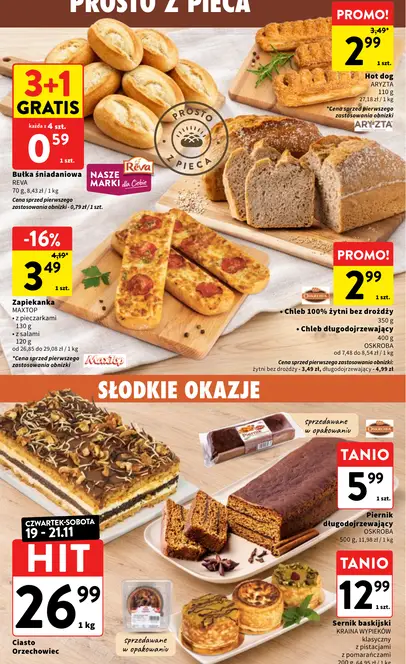 PROSTO Z PIECA
PROMO!
3,49*
2 99
1 szt.
Hot dog
ARYZTA
110 g
27,18 zł / 1 kg
*Cena sprzed pierwszego
zastosowania obniżki
ARYZTA
3+1
GRATIS
każda z 4 szt.
0 59
1 szt.
Bułka śniadaniowa
REVA
70 g, 8,43 zł / 1 kg
Cena sprzed pierwszego
zastosowania obniżki - 0,79 zł / 1 szt.
NASZE
MARKI
dla Ciebie
Réva
PROSTO
Z
PIECA
-16%
4,19*
3 49
1 szt.
Zapiekanka
MAXTOP
• z pieczarkami
130 g
• z salami
120 g
od 26,85 do 29,08 zł / 1 kg
*Cena sprzed pierwszego
zastosowania obniżki
Maxtop
PROMO!
2 99
1 szt.
• Chleb 100% żytni bez drożdży
350 g
• Chleb długodojrzewający
400 g
OSKROBA
od 7,48 do 8,54 zł / 1 kg
Cena sprzed pierwszego zastosowania obniżki:
żytni bez drożdży - 3,49 zł, długodojrzewający - 4,99 zł
SŁODKIE OKAZJE
sprzedawane
w opakowaniu
TANIO
5 99
1 szt.
Piernik
długodojrzewający
OSKROBA
500 g, 11,98 zł / 1 kg
CZWARTEK-SOBOTA
19 - 21.11
HIT
26 99
1 kg
Ciasto
Orzechowiec
sprzedawane
w opakowaniu
TANIO
12 99
1 szt.
Sernik baskijski
KRAINA WYPIEKÓW
klasyczny
z pistacjami
z pomarańczami
200 g, 64,95 zł / 1 kg